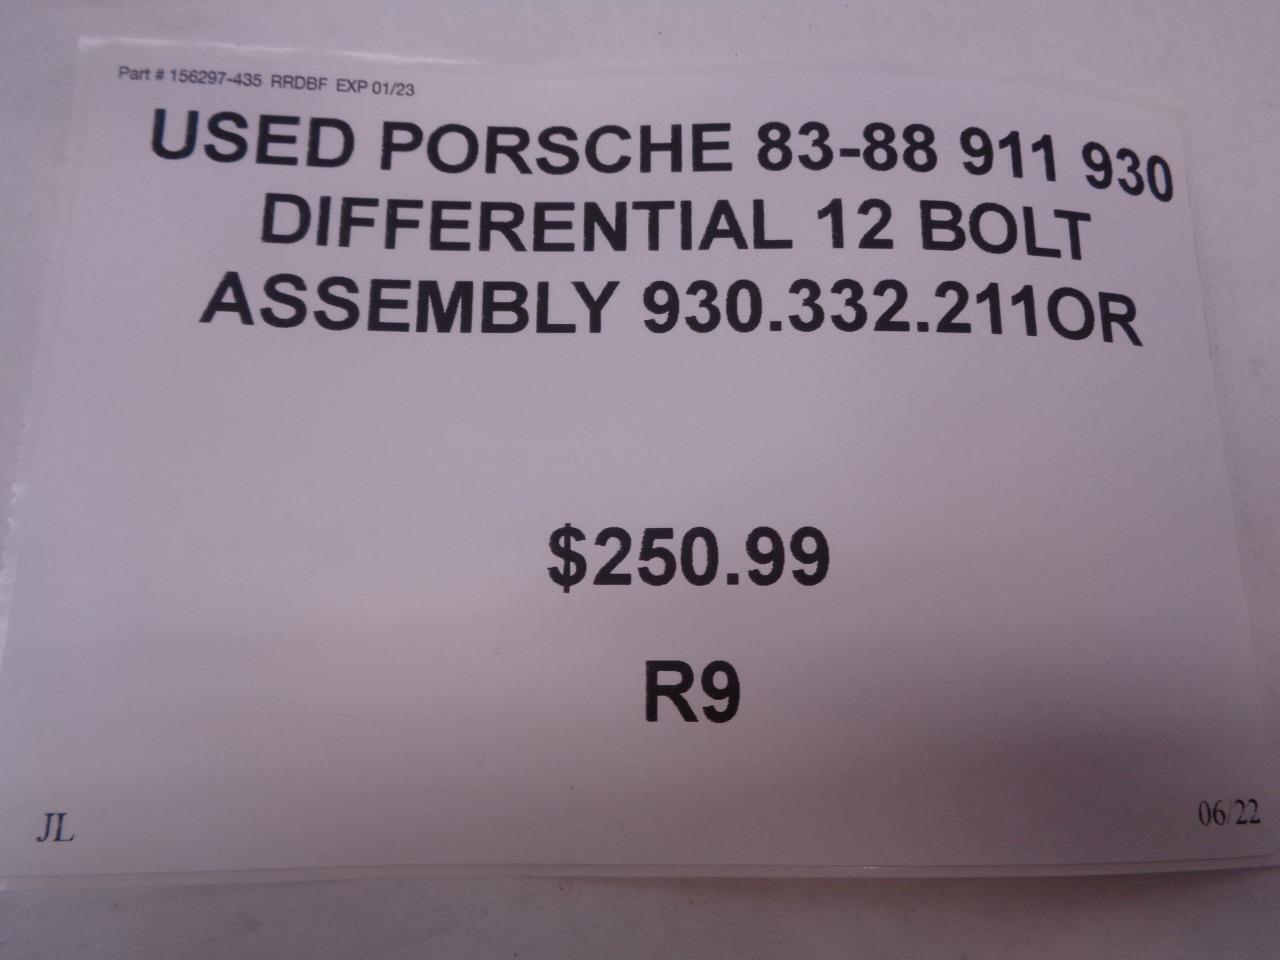 Part # 156297-435 RRDBF EXP 01/23
USED PORSCHE 83-88 911 930
DIFFERENTIAL 12 BOLT
ASSEMBLY 930.332.211OR
$250.99
R9
JL
06/22